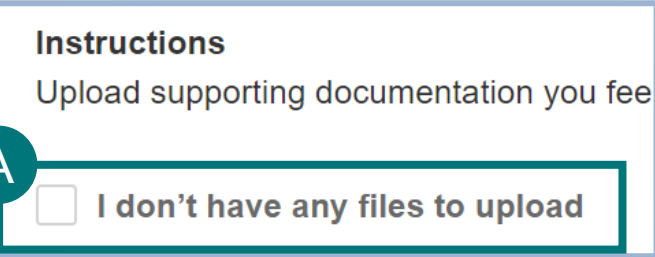 Instructions
Upload supporting documentation you fee
A
I don’t have any files to upload